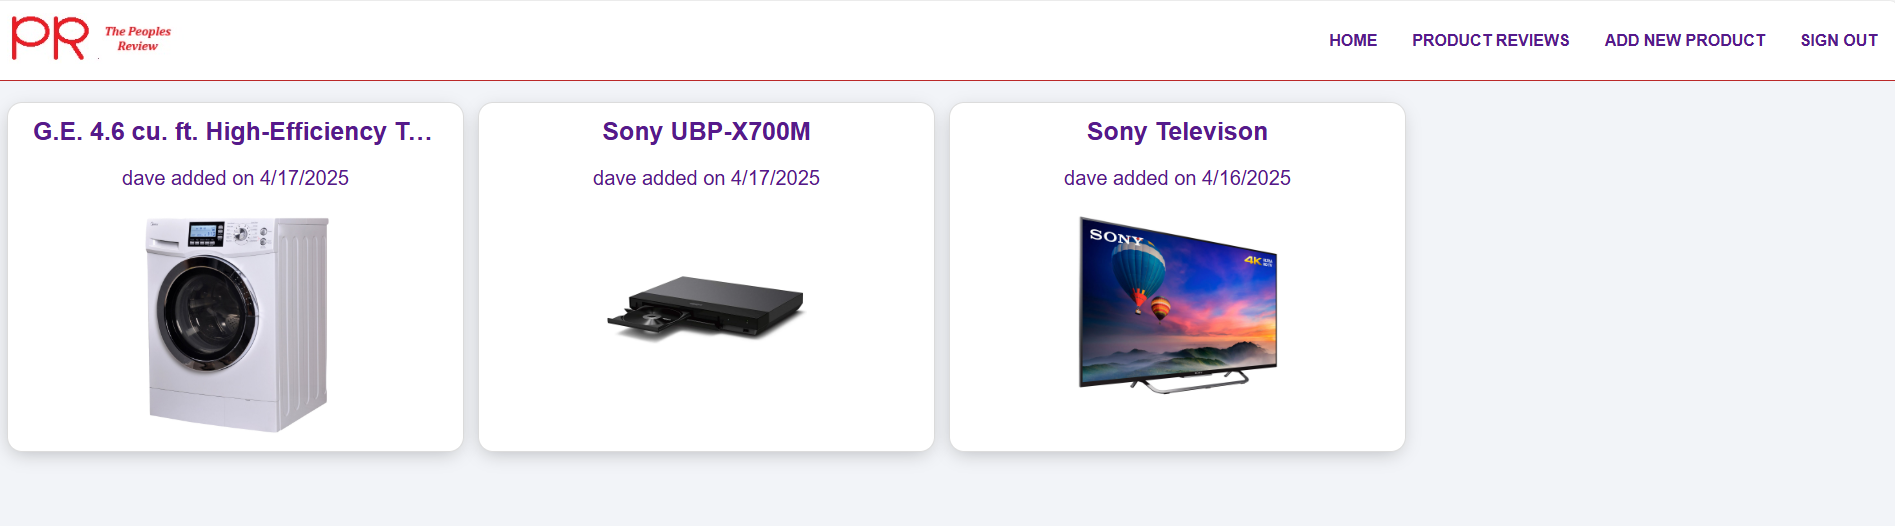 PR The Peoples
Review
HOME PRODUCT REVIEWS ADD NEW PRODUCT SIGN OUT
G.E. 4.6 cu. ft. High-Efficiency T...
dave added on 4/17/2025
Sony UBP-X700M
dave added on 4/17/2025
Sony Televison
dave added on 4/16/2025
SONY
4K